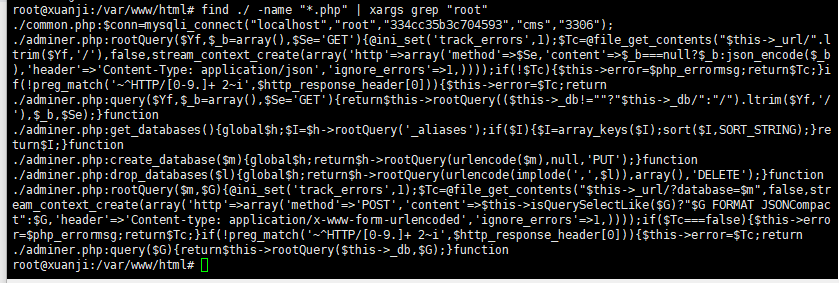 root@xuanji:/var/www/html# find ./ -name "*.php" | xargs grep "root"
./common.php:$conn=mysqli_connect("localhost","root","334cc35b3c704593","cms","3306");
./adminer.php:rootQuery($Yf,$_b=array(),$Se='GET'){@ini_set('track_errors',1);$Tc=@file_get_contents("$this->_url/".l
trim($Yf,'/'),false,stream_context_create(array('http'=>array('method'=>$Se,'content'=>$_b===null?$_b:json_encode($_b
),'header'=>'Content-Type: application/json','ignore_errors'=>1,))));if(!$Tc){$this->error=$php_errormsg;return$Tc;}i
f(!preg_match('~^HTTP/[0-9.]+ 2~i',$http_response_header[0])){$this->error=$Tc;return
./adminer.php:query($Yf,$_b=array(),$Se='GET'){return$this->rootQuery(($this->_db!=""?"$this->_db/":"/").ltrim($Yf,'/
'),$_b,$Se);}function
./adminer.php:get_databases(){global$h;$I=$h->rootQuery('_aliases');if($I){$I=array_keys($I);sort($I,SORT_STRING);}re
turn$I;}function
./adminer.php:create_database($m){global$h;return$h->rootQuery(urlencode($m),null,'PUT');}function
./adminer.php:drop_databases($l){global$h;return$h->rootQuery(urlencode(implode(',',$l)),array(),'DELETE');}function
./adminer.php:rootQuery($m,$G){@ini_set('track_errors',1);$Tc=@file_get_contents("$this->_url/?database=$m",false,str
eam_context_create(array('http'=>array('method'=>'POST','content'=>$this->isQuerySelectLike($G)?"$G FORMAT JSONCompac
t":$G,'header'=>'Content-type: application/x-www-form-urlencoded','ignore_errors'=>1,))));if($Tc===false){$this->erro
r=$php_errormsg;return$Tc;}if(!preg_match('~^HTTP/[0-9.]+ 2~i',$http_response_header[0])){$this->error=$Tc;return
./adminer.php:query($G){return$this->rootQuery($this->_db,$G);}function
root@xuanji:/var/www/html#